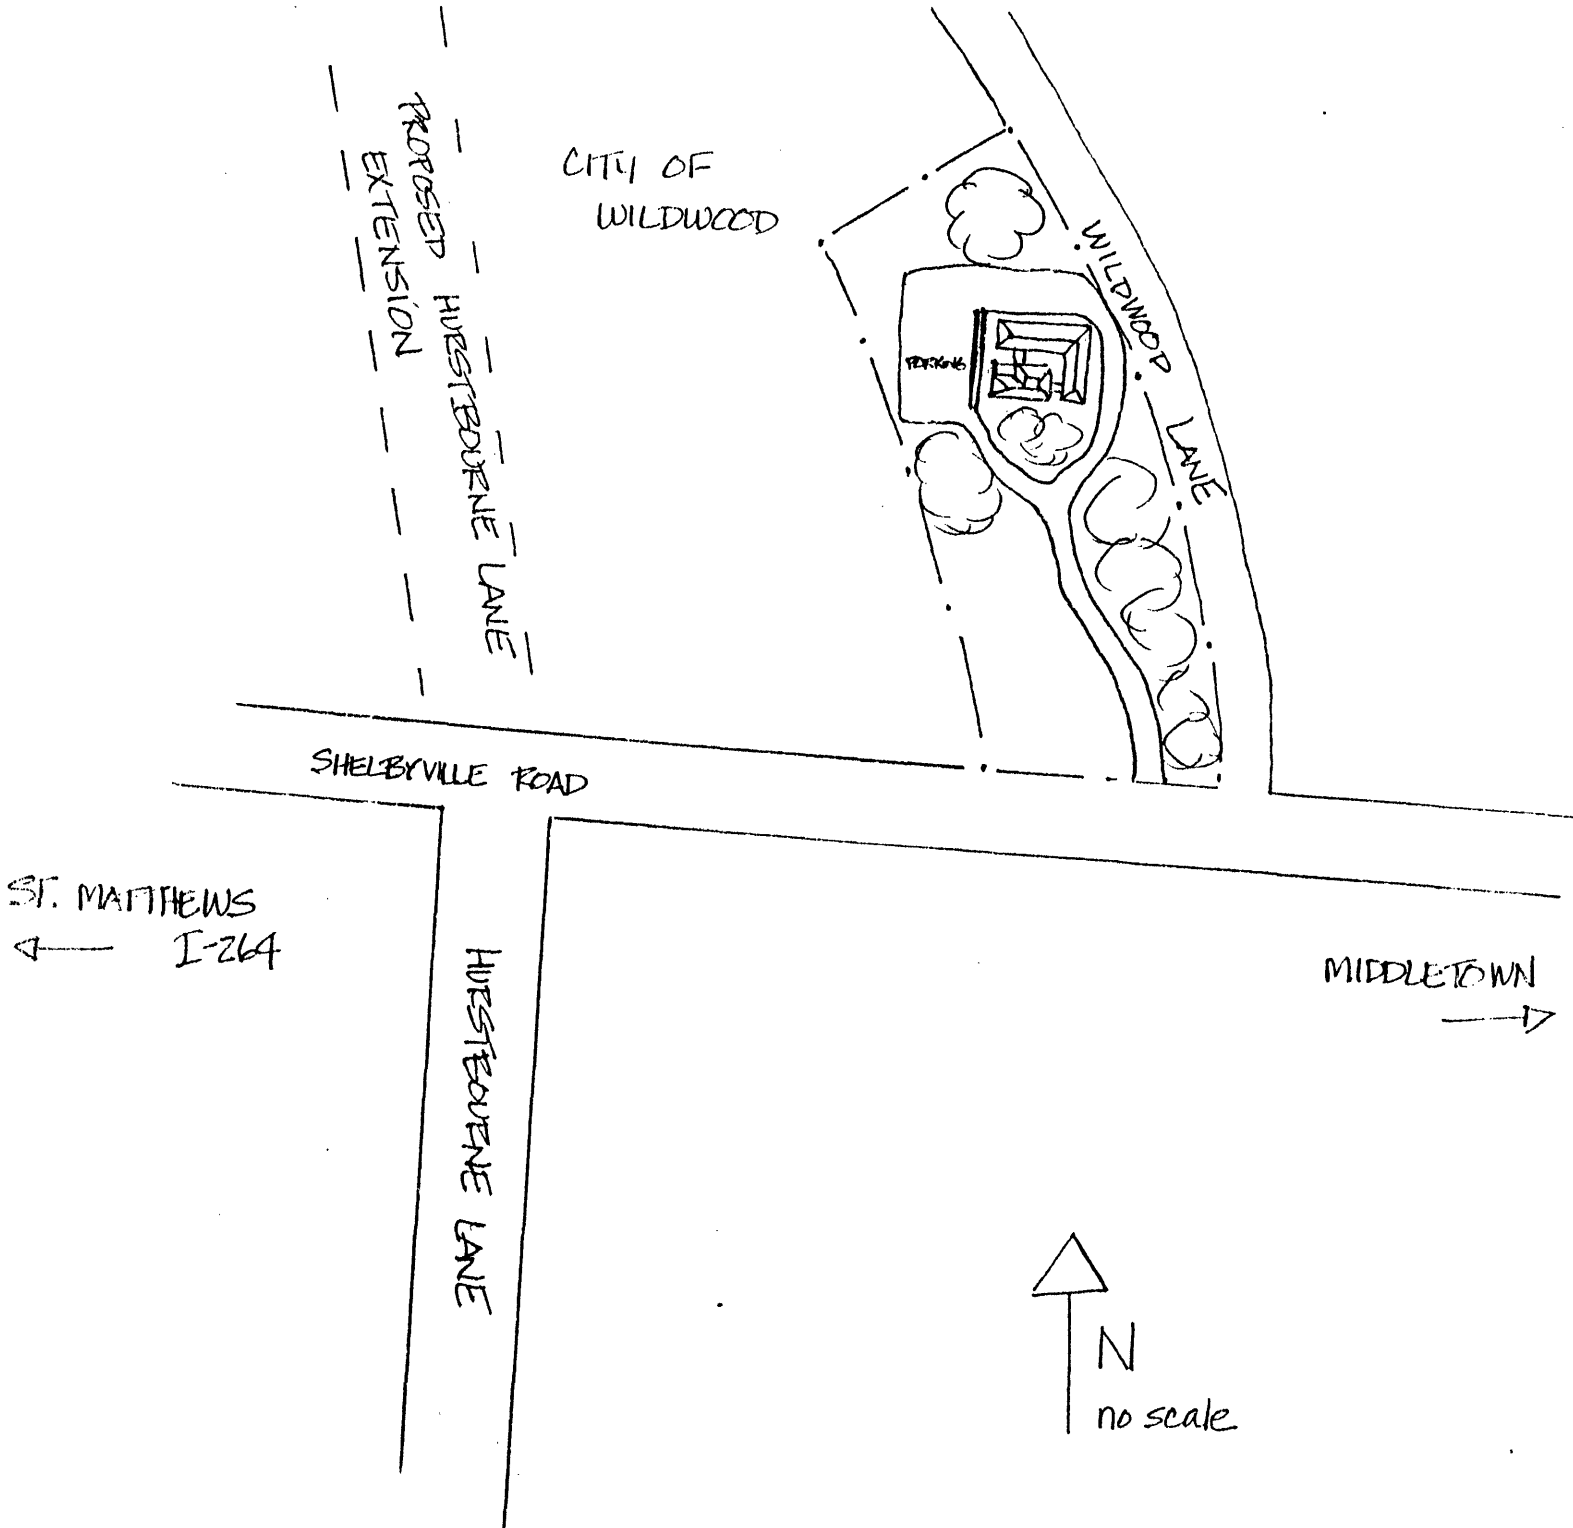 PROPOSED HURSTBOURNE LANE
EXTENSION
CITY OF
WILDWOOD
WILDWOOD LANE
PARKING
SHELBYVILLE ROAD
ST. MATTHEWS
I-264
MIDDLETOWN
HURSTBOURNE LANE
N
no scale